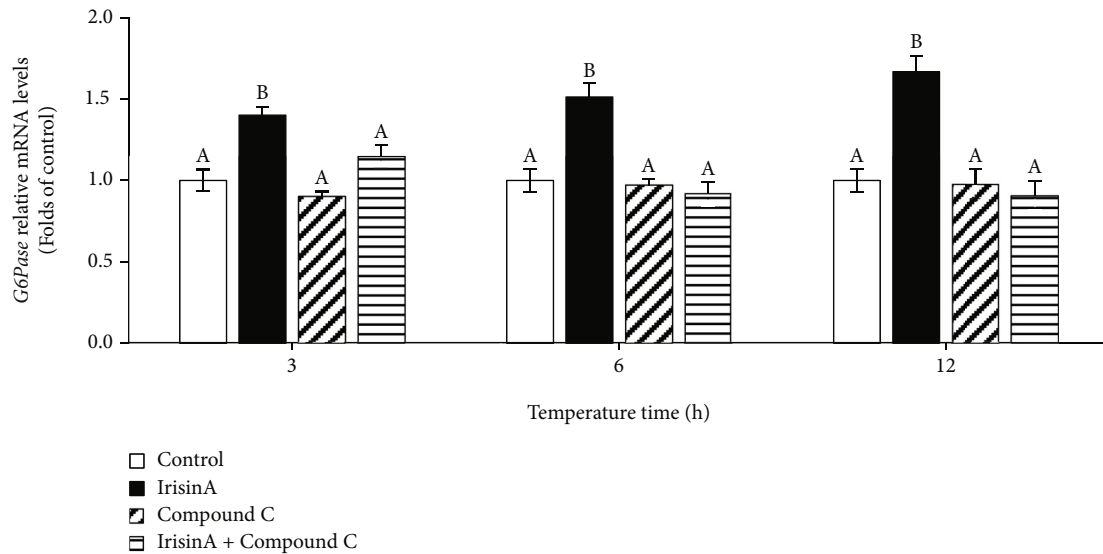 G6Pase relative mRNA levels
(Folds of control)
2.0
1.5
1.0
0.5
0.0
A B A A
A B A A
A B A A
3 6 12
Temperature time (h)
Control
IrisinA
Compound C
IrisinA + Compound C